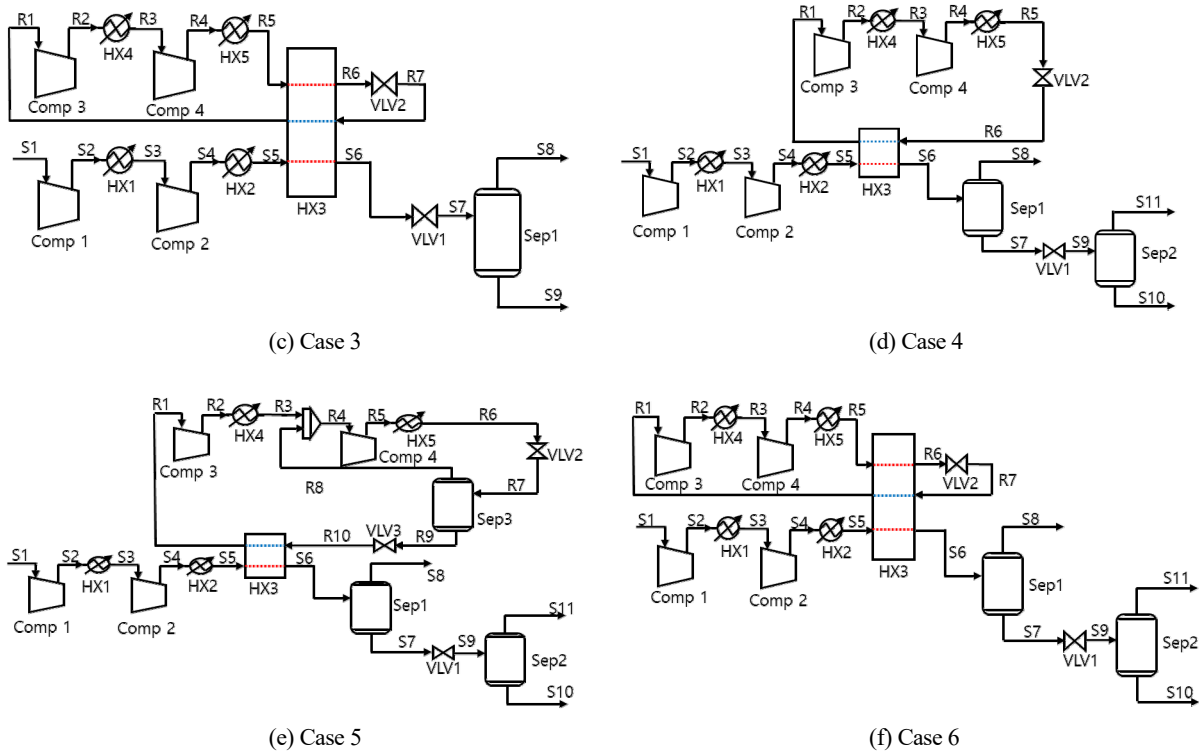 R1 R2 R3 R4 R5
HX4 HX5
R6 R7
VLV2
Comp 3 Comp 4
S1 S2 S3 S4 S5 S6
HX1 HX2
HX3
Comp 1 Comp 2
VLV1
S7
S8
Sep1
S9
(c) Case 3
R1 R2 R3 R4 R5
HX4 HX5
VLV2
Comp 3 Comp 4
R6
S1 S2 S3 S4 S5 S6
HX1 HX2 HX3
Comp 1 Comp 2
S8
Sep1
S11
S7 S9
VLV1
Sep2
S10
(d) Case 4
R1 R2 R3 R4 R5 R6
HX4 HX5
VLV2
Comp 3 Comp 4
R8
R7
Sep3
VLV3
R10 R9
S1 S2 S3 S4 S5 S6
HX1 HX2 HX3
Comp 1 Comp 2
S8
Sep1
S11
S7 S9
VLV1
Sep2
S10
(e) Case 5
R1 R2 R3 R4 R5
HX4 HX5
R6
VLV2
R7
Comp 3 Comp 4
S1 S2 S3 S4 S5
HX1 HX2
S6
HX3
Comp 1 Comp 2
S8
Sep1
S11
S7 S9
VLV1
Sep2
S10
(f) Case 6